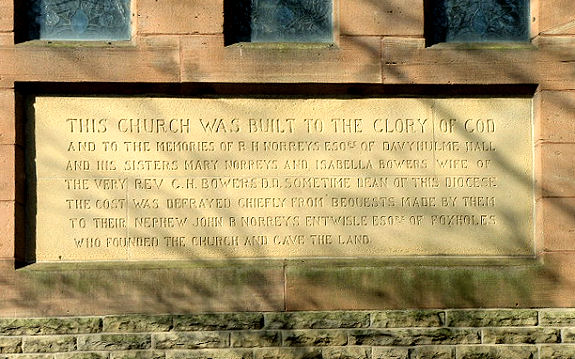 THIS CHURCH WAS BUILT TO THE GLORY OF GOD
AND TO THE MEMORIES OF R H NORREYS ESQRE OF DAVYHULME HALL
AND HIS SISTERS MARY NORREYS AND, ISABELLA BOWERS WIFE OF
THE VERY REV G. H. BOWERS D.D. SOMETIME DEAN OF THIS DIOCESE
THE COST WAS DEFRAYED CHIEFLY FROM BEQUESTS MADE BY THEM
TO THEIR NEPHEW JOHN B NORREYS ENTWISLE ESQRE OF FOXHOLES
WHO FOUNDED THE CHURCH AND GAVE THE LAND.